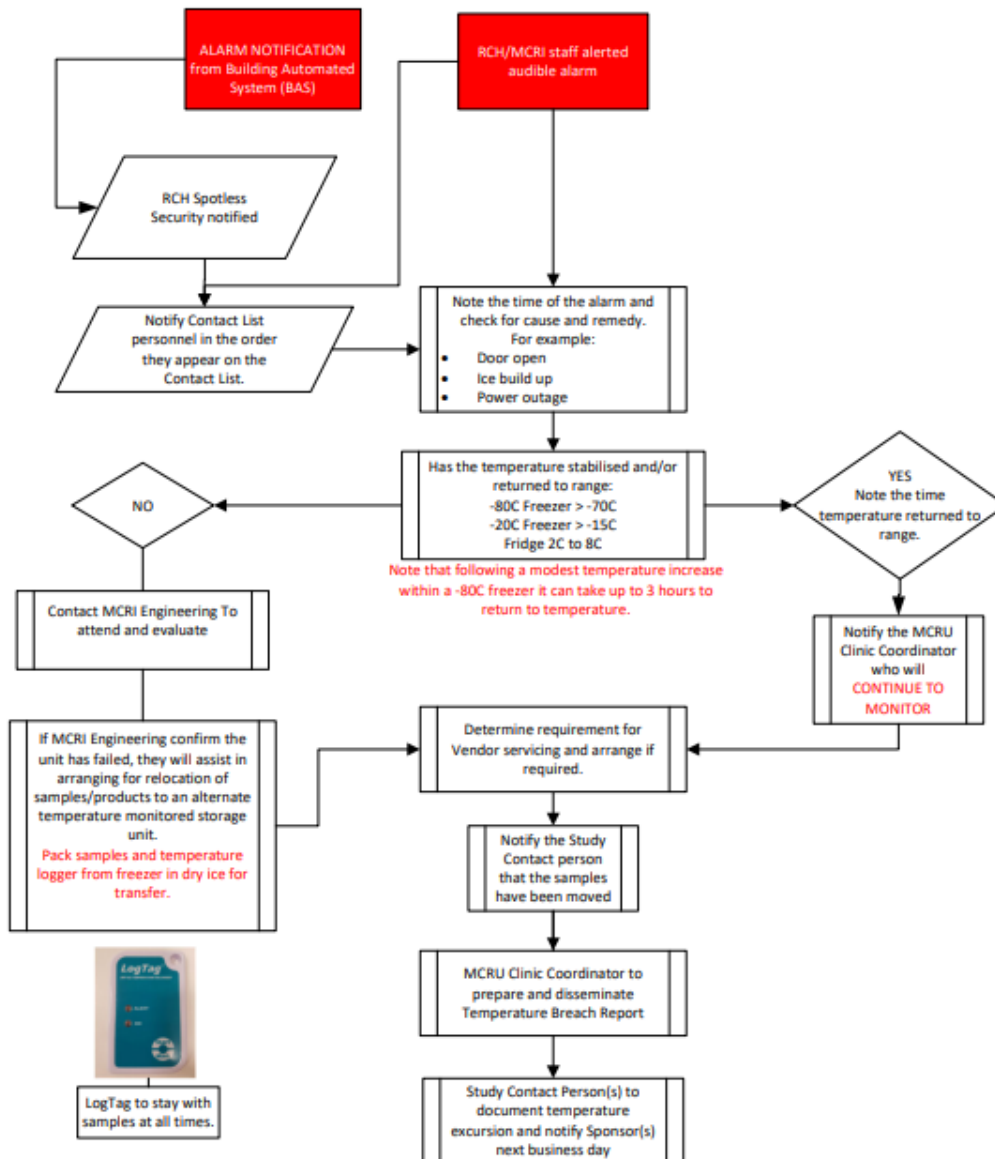 ALARM NOTIFICATION
from Building Automated
System (BAS)
RCH/MCRI staff alerted
audible alarm
RCH Spotless
Security notified
Notify Contact List
personnel in the order
they appear on the
Contact List.
Note the time of the alarm and
check for cause and remedy.
For example:
• Door open
• Ice build up
• Power outage
Has the temperature stabilised and/or
returned to range:
-80C Freezer > -70C
-20C Freezer > -15C
Fridge 2C to 8C
Note that following a modest temperature increase
within a -80C freezer it can take up to 3 hours to
return to temperature.
NO
YES
Note the time
temperature returned to
range.
Contact MCRI Engineering To
attend and evaluate
Notify the MCRU
Clinic Coordinator
who will
CONTINUE TO
MONITOR
If MCRI Engineering confirm the
unit has failed, they will assist in
arranging for relocation of
samples/products to an alternate
temperature monitored storage
unit.
Pack samples and temperature
logger from freezer in dry ice for
transfer.
Determine requirement for
Vendor servicing and arrange if
required.
Notify the Study
Contact person
that the samples
have been moved
LogTag
MCRU Clinic Coordinator to
prepare and disseminate
Temperature Breach Report
LogTag to stay with
samples at all times.
Study Contact Person(s) to
document temperature
excursion and notify Sponsor(s)
next business day